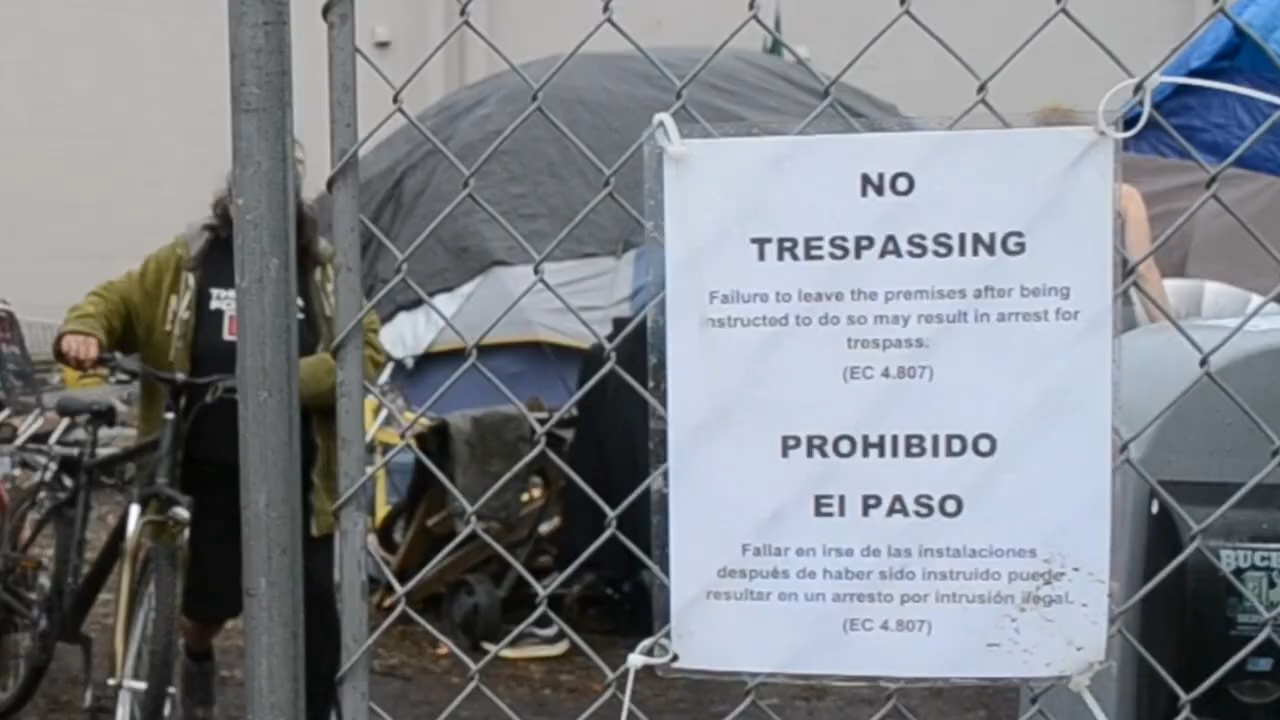 NO
TRESPASSING
Failure to leave the premises after being
nstructed to do so may result in arrest for
trespass.
(EC 4.807)
PROHIBIDO
El PASO
Fallar en irse de las instalaciones
después de haber sido instruido puede
resultar en un arresto por intrusión ilegal.
(EC 4.807)
BUC